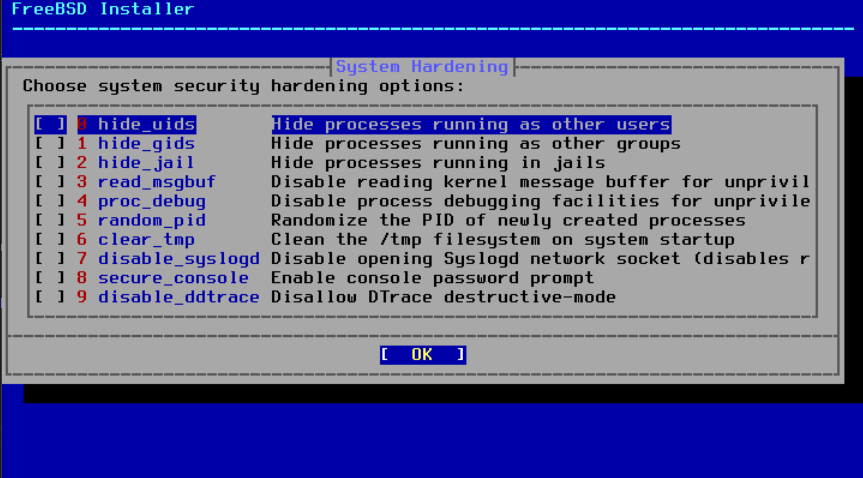 FreeBSD Installer
System Hardening
Choose system security hardening options:
[ ] 0 hide_uids Hide processes running as other users
[ ] 1 hide_gids Hide processes running as other groups
[ ] 2 hide_jail Hide processes running in jails
[ ] 3 read_msgbuf Disable reading kernel message buffer for unprivil
[ ] 4 proc_debug Disable process debugging facilities for unprivile
[ ] 5 random_pid Randomize the PID of newly created processes
[ ] 6 clear_tmp Clean the /tmp filesystem on system startup
[ ] 7 disable_syslogd Disable opening Syslogd network socket (disables r
[ ] 8 secure_console Enable console password prompt
[ ] 9 disable_ddtrace Disallow DTrace destructive-mode
[ OK ]